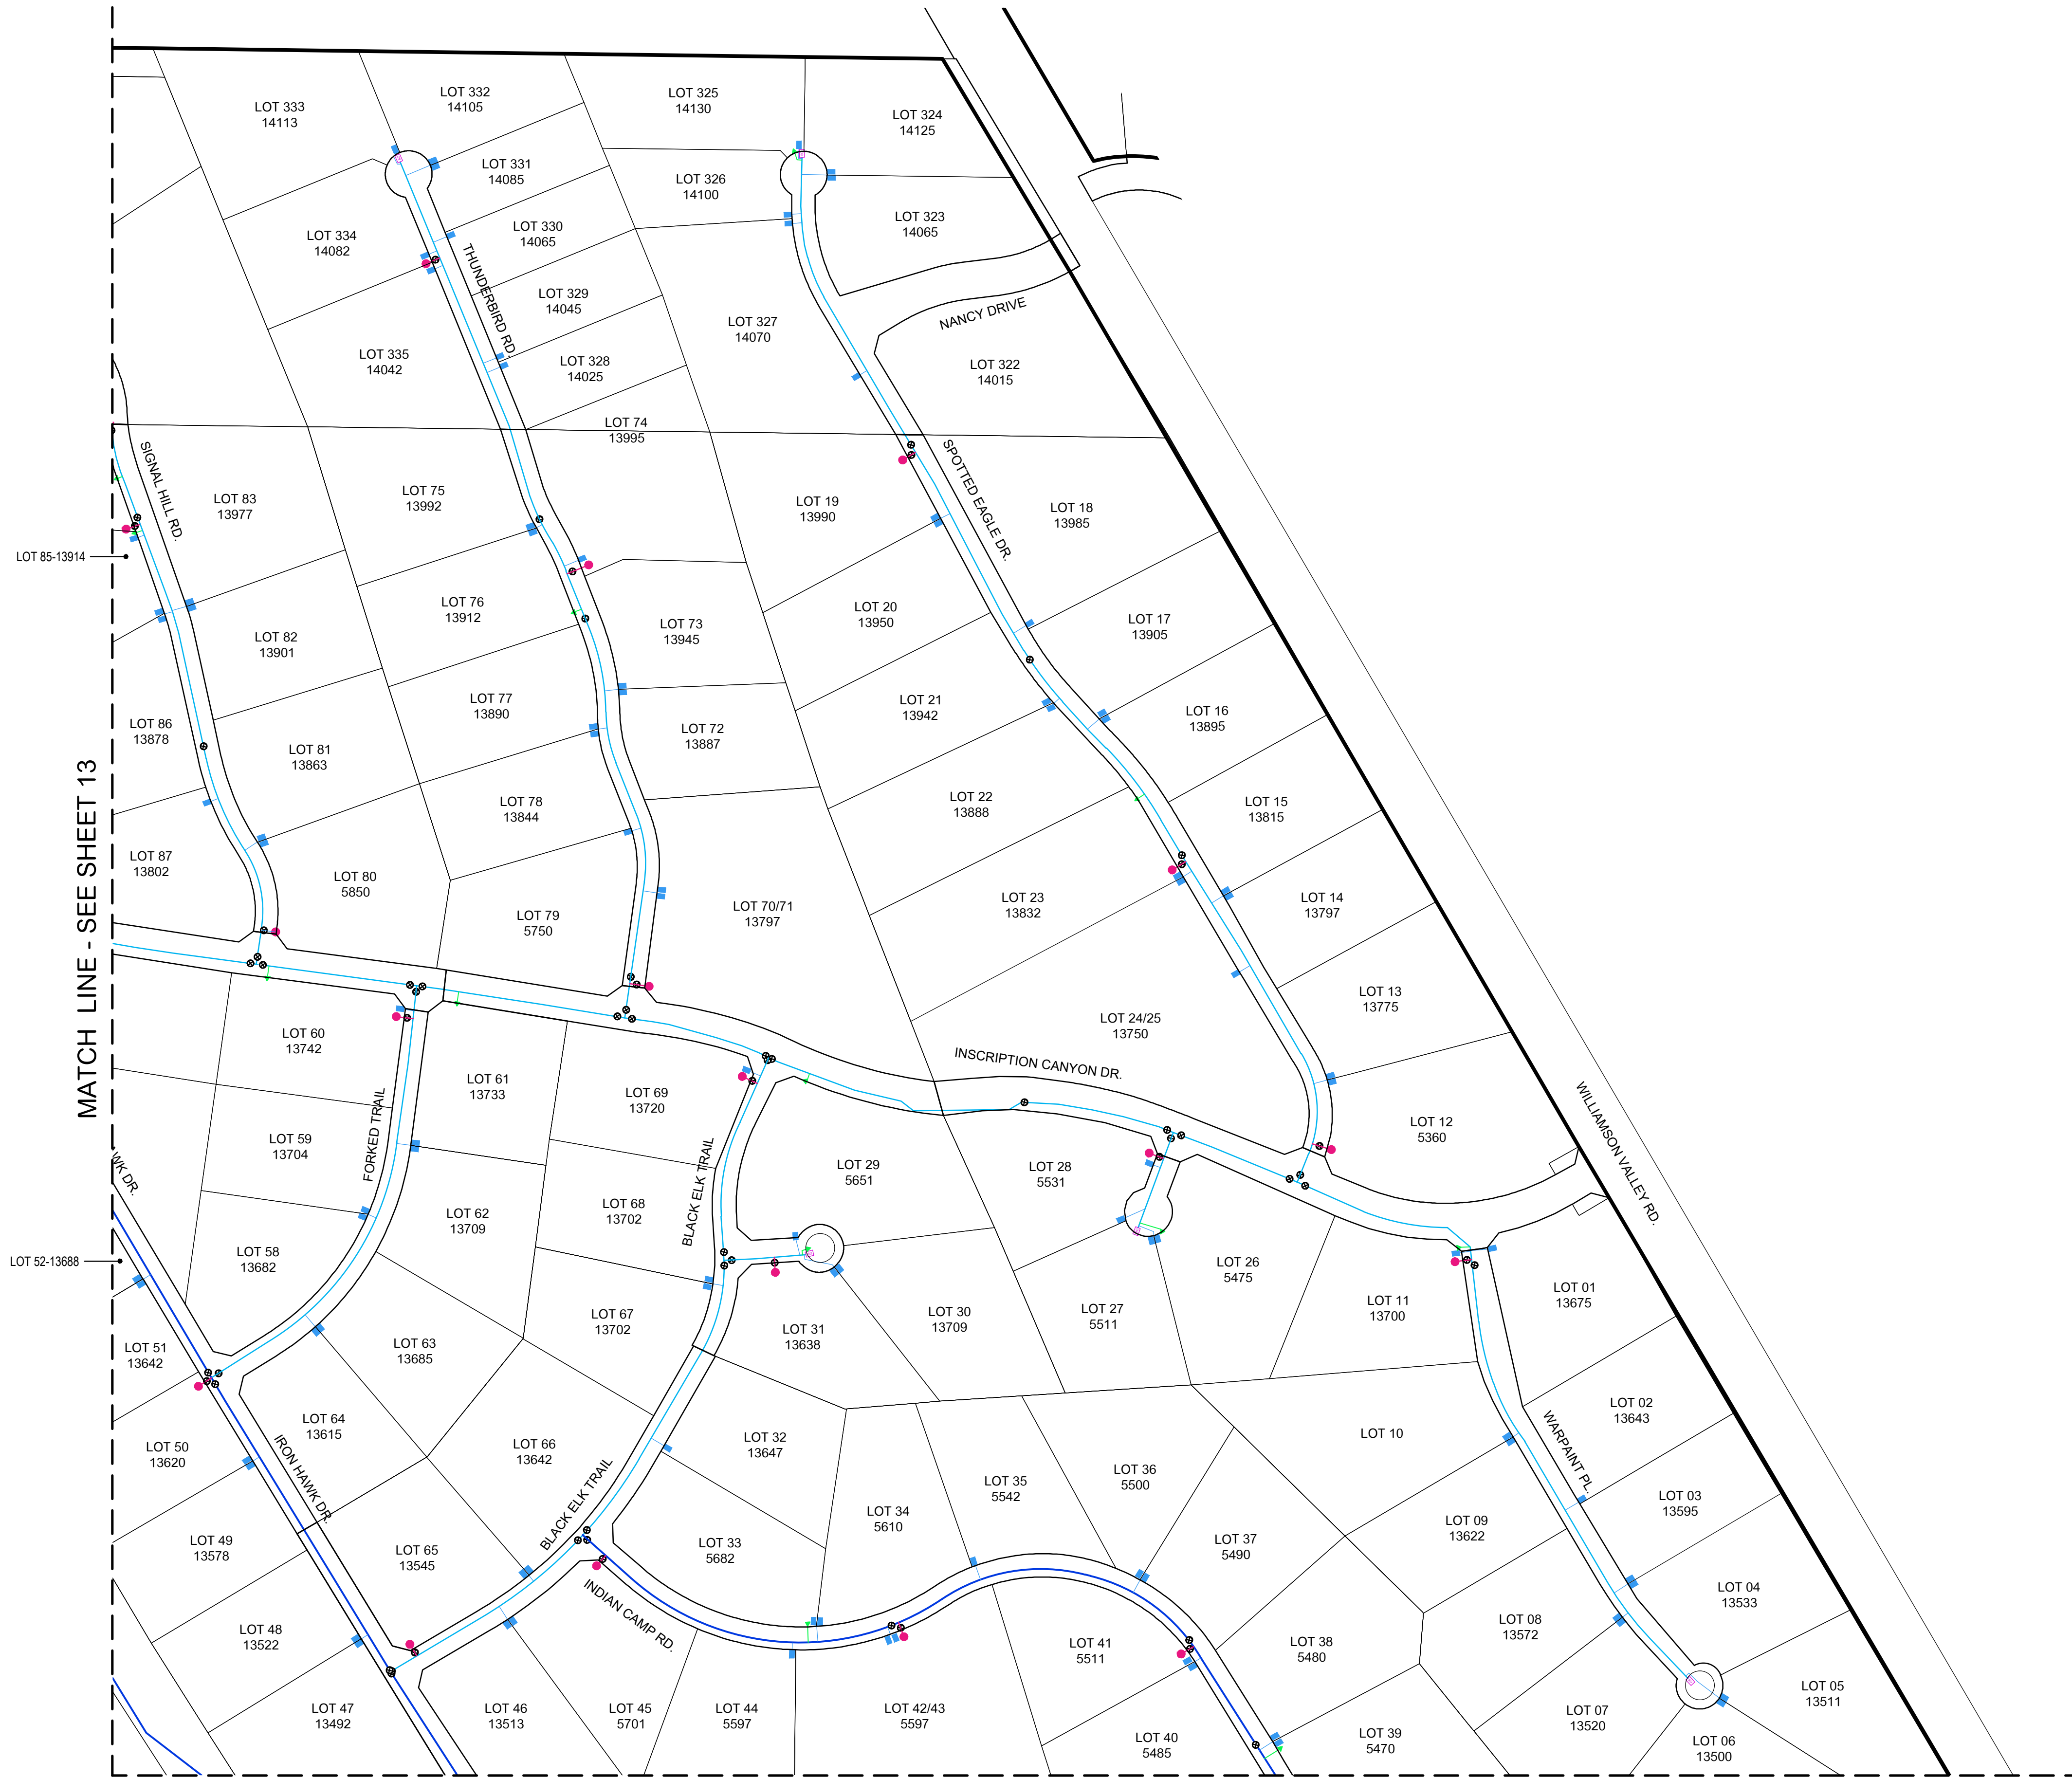 LOT 333
14113
LOT 332
14105
LOT 325
14130
LOT 324
14125
LOT 331
14085
LOT 326
14100
LOT 334
14082
LOT 330
14065
LOT 323
14065
THUNDERBIRD RD.
LOT 329
14045
LOT 327
14070
NANCY DRIVE
LOT 335
14042
LOT 328
14025
LOT 322
14015
LOT 74
13995
SIGNAL HILL RD.
LOT 83
13977
LOT 75
13992
LOT 19
13990
SPOTTED EAGLE DR.
LOT 18
13985
LOT 85-13914
LOT 82
13901
LOT 76
13912
LOT 73
13945
LOT 20
13950
LOT 17
13905
LOT 86
13878
LOT 81
13863
LOT 77
13890
LOT 72
13887
LOT 21
13942
LOT 16
13895
LOT 87
13802
LOT 80
5850
LOT 78
13844
LOT 22
13888
LOT 15
13815
MATCH LINE - SEE SHEET 13
LOT 79
5750
LOT 70/71
13797
LOT 23
13832
LOT 14
13797
LOT 24/25
13750
LOT 13
13775
LOT 60
13742
LOT 61
13733
LOT 69
13720
INSCRIPTION CANYON DR.
LOT 12
5360
WILLIAMSON VALLEY RD.
LOT 59
13704
FORKED TRAIL
BLACK ELK TRAIL
LOT 29
5651
LOT 28
5531
WK DR.
LOT 62
13709
LOT 68
13702
LOT 52-13688
LOT 58
13682
LOT 26
5475
LOT 01
13675
LOT 51
13642
LOT 63
13685
LOT 67
13702
LOT 31
13638
LOT 30
13709
LOT 27
5511
LOT 11
13700
LOT 50
13620
LOT 64
13615
IRON HAWK DR.
LOT 66
13642
BLACK ELK TRAIL
LOT 32
13647
LOT 35
5542
LOT 36
5500
LOT 10
WARPAINT PL.
LOT 02
13643
LOT 49
13578
LOT 65
13545
LOT 33
5682
LOT 34
5610
LOT 37
5490
LOT 09
13622
LOT 03
13595
LOT 48
13522
INDIAN CAMP RD.
LOT 41
5511
LOT 38
5480
LOT 08
13572
LOT 04
13533
LOT 47
13492
LOT 46
13513
LOT 45
5701
LOT 44
5597
LOT 42/43
5597
LOT 40
5485
LOT 39
5470
LOT 07
13520
LOT 06
13500
LOT 05
13511